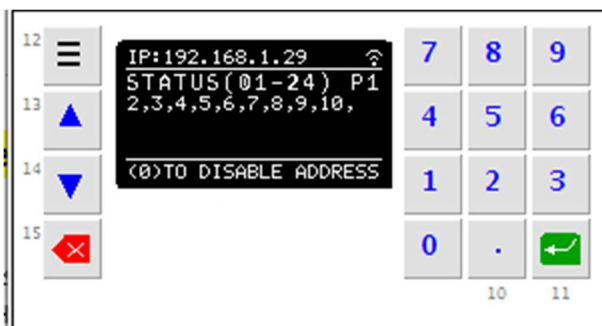 12
IP:192.168.1.29
7 8 9
STATUS(01-24) P1
13
2,3,4,5,6,7,8,9,10,
4 5 6
14
(0)TO DISABLE ADDRESS
1 2 3
15
0 .
10 11